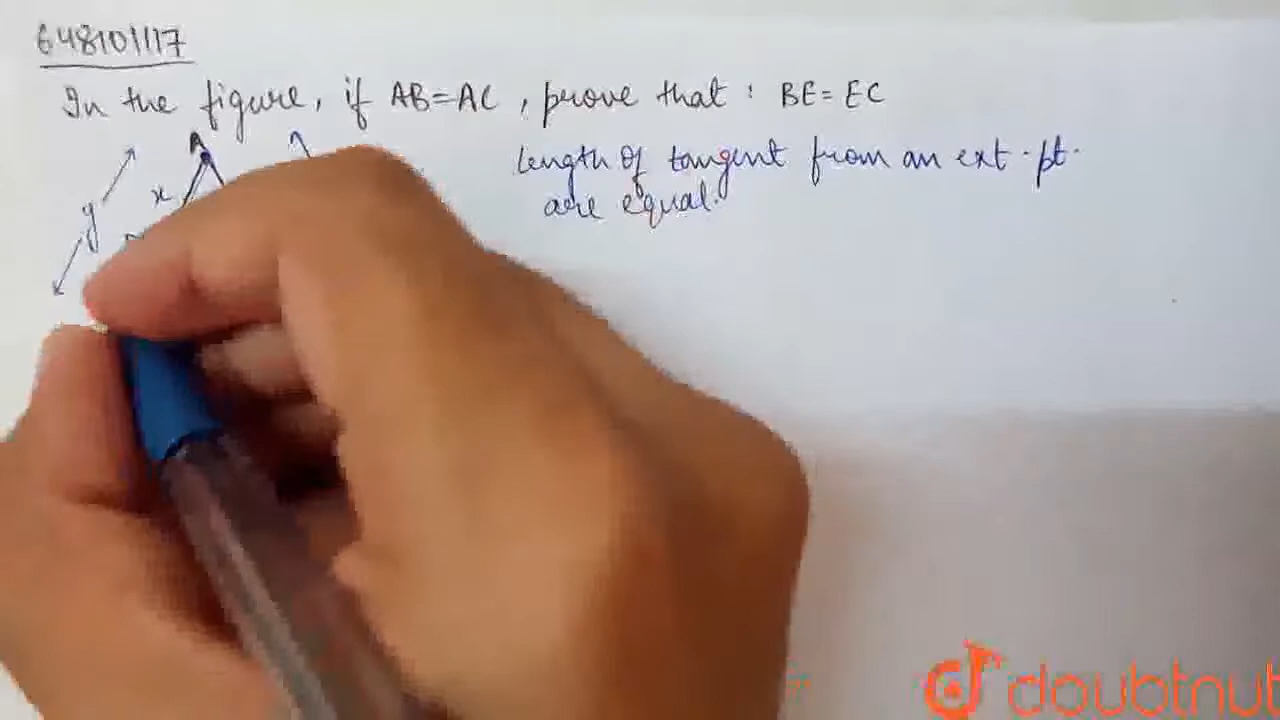 648101117
In the figure, if AB=AC, prove that : BE=EC
Length of tangent from an ext. pt.
are equal.
A
x
y
doubtnut